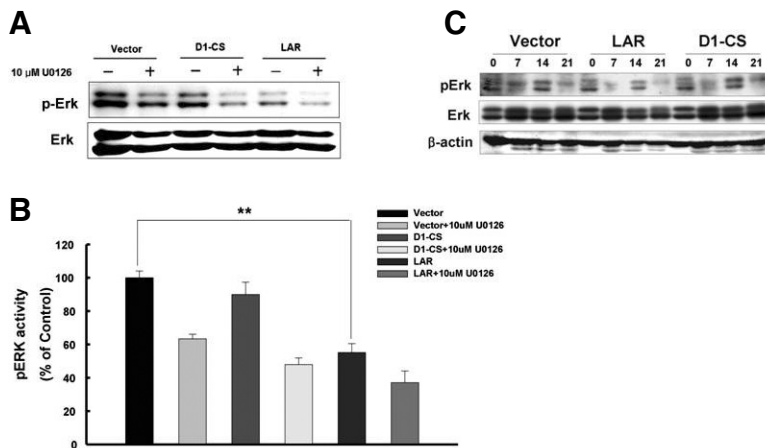 A
Vector D1-CS LAR
10 μM U0126 – + – + – +
p-Erk
Erk
C
Vector LAR D1-CS
0 7 14 21 0 7 14 21 0 7 14 21
pErk
Erk
β-actin
B
**
Vector
Vector+10uM U0126
D1-CS
D1-CS+10uM U0126
LAR
LAR+10uM U0126
pERK activity
(% of Control)
120
100
80
60
40
20
0